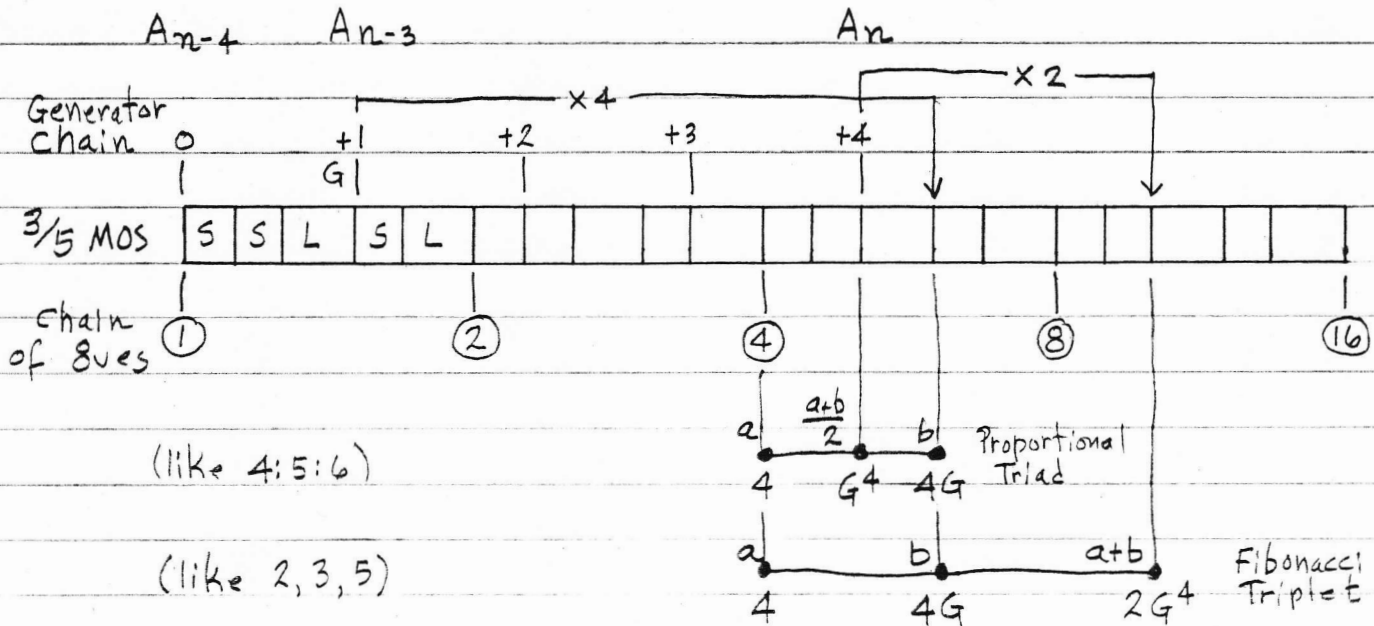 An-4 An-3 An
× 2
× 4
Generator
Chain 0 +1 +2 +3 +4
G
3/5 MOS S S L S L
Chain
of 8ves 1 2 4 8 16
a a+b/2 b Proportional
Triad
(like 4:5:6) 4 G⁴ 4G
a b a+b Fibonacci
Triplet
(like 2, 3, 5) 4 4G 2G⁴